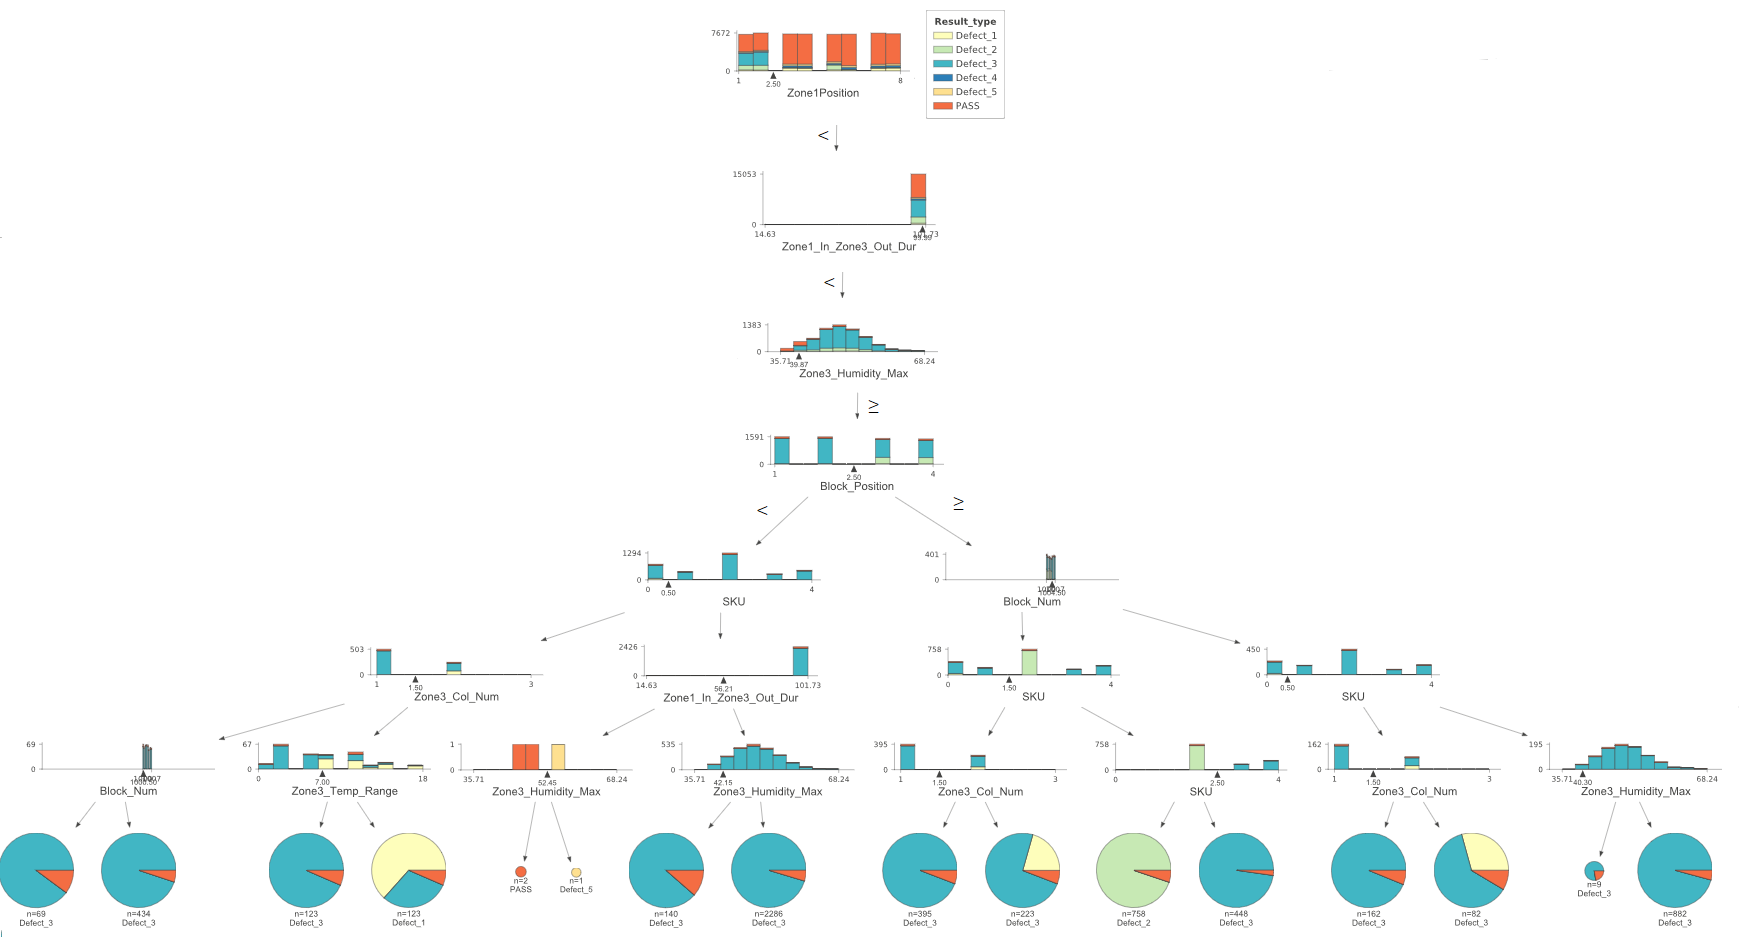 Result_type
Defect_1
Defect_2
Defect_3
Defect_4
Defect_5
PASS
7672
0
1 8
2.50
Zone1Position
<
15053
0
14.63
Zone1_In_Zone3_Out_Dur
<
1383
0
35.71 68.24
39.87
Zone3_Humidity_Max
≥
1591
0
1 4
2.50
Block_Position
< ≥
1294
0
0 4
0.50
SKU
401
0
Block_Num
503
0
1 3
1.50
Zone3_Col_Num
2426
0
14.63 101.73
56.21
Zone1_In_Zone3_Out_Dur
758
0
0 4
1.50
SKU
450
0
0 4
0.50
SKU
69
0
Block_Num
67
0
0 18
7.00
Zone3_Temp_Range
1
0
35.71 68.24
52.45
Zone3_Humidity_Max
535
0
35.71 68.24
42.15
Zone3_Humidity_Max
395
0
1 3
1.50
Zone3_Col_Num
758
0
0 4
2.50
SKU
162
0
1 3
1.50
Zone3_Col_Num
195
0
35.71 68.24
40.30
Zone3_Humidity_Max
n=69
Defect_3
n=434
Defect_3
n=123
Defect_3
n=123
Defect_1
n=2
PASS
n=1
Defect_5
n=140
Defect_3
n=2286
Defect_3
n=395
Defect_3
n=223
Defect_3
n=758
Defect_2
n=448
Defect_3
n=162
Defect_3
n=82
Defect_3
n=9
Defect_3
n=882
Defect_3